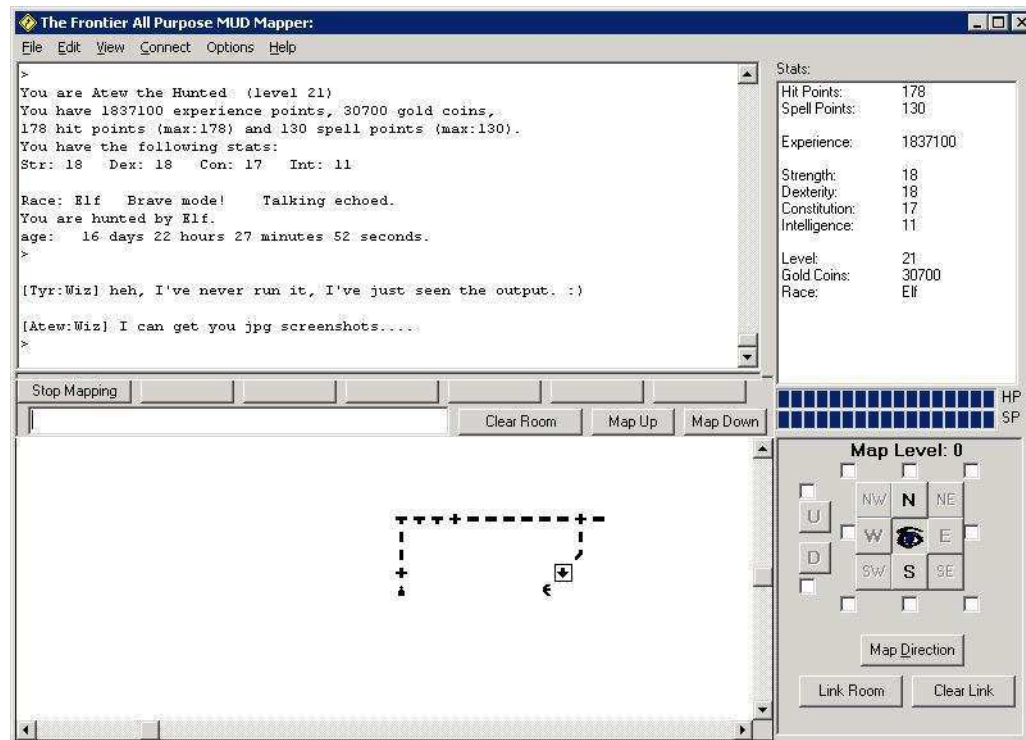 The Frontier All Purpose MUD Mapper:
File Edit View Connect Options Help
>
You are Atew the Hunted (level 21)
You have 1837100 experience points, 30700 gold coins,
178 hit points (max:178) and 130 spell points (max:130).
You have the following stats:
Str: 18 Dex: 18 Con: 17 Int: 11
Race: Elf Brave mode! Talking echoed.
You are hunted by Elf.
age: 16 days 22 hours 27 minutes 52 seconds.
>
[Tyr:Wiz] heh, I've never run it, I've just seen the output. :)
[Atew:Wiz] I can get you jpg screenshots....
>
Stats:
Hit Points: 178
Spell Points: 130
Experience: 1837100
Strength: 18
Dexterity: 18
Constitution: 17
Intelligence: 11
Level: 21
Gold Coins: 30700
Race: Elf
HP
SP
Stop Mapping
Clear Room Map Up Map Down
Map Level: 0
U
D
NW N NE
W E
SW S SE
Map Direction
Link Room Clear Link